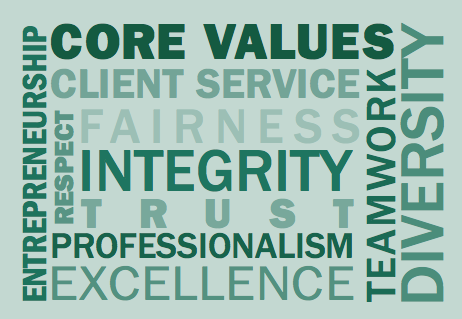 ENTREPRENEURSHIP
CORE VALUES
CLIENT SERVICE
RESPECT
FAIRNESS
INTEGRITY
TRUST
PROFESSIONALISM
EXCELLENCE
TEAMWORK
DIVERSITY